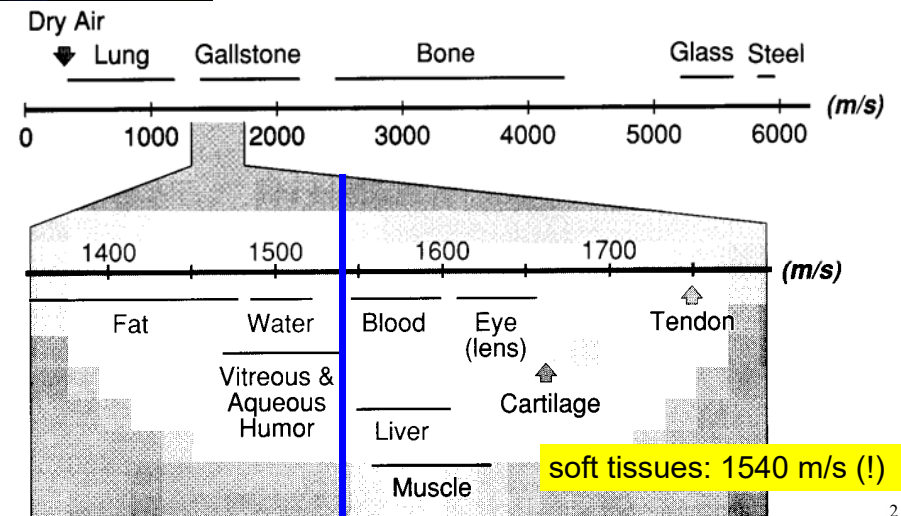 Dry Air
Lung Gallstone Bone Glass Steel
(m/s)
0 1000 2000 3000 4000 5000 6000
1400 1500 1600 1700
(m/s)
Fat Water Blood Eye (lens) Tendon
Vitreous & Aqueous Humor
Cartilage
Liver
soft tissues: 1540 m/s (!)
Muscle
2